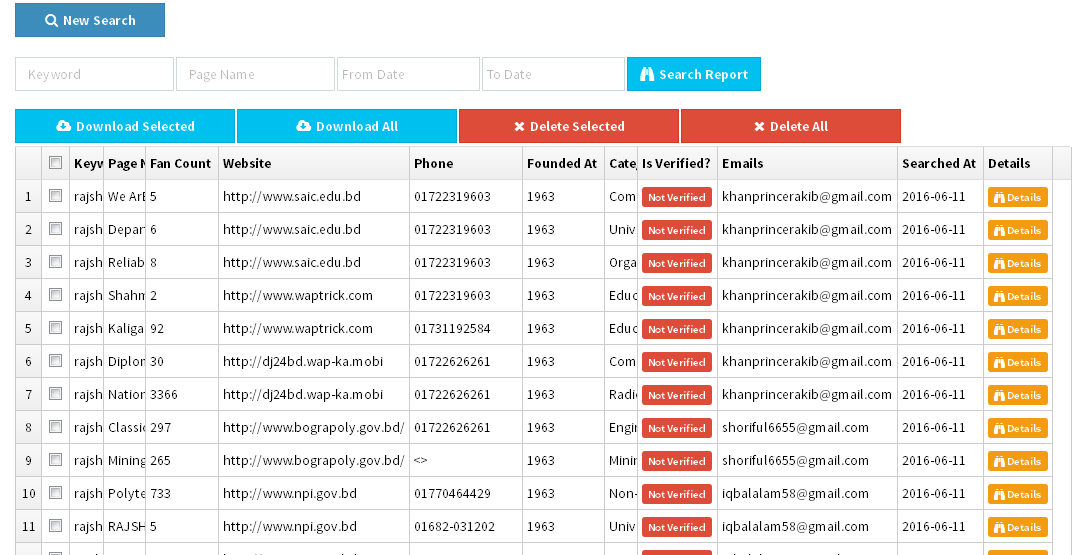 New Search
Keyword Page Name From Date To Date Search Report
Download Selected Download All Delete Selected Delete All
Keyw Page N Fan Count Website Phone Founded At Cate Is Verified? Emails Searched At Details
1 rajsh We ArE 5 http://www.saic.edu.bd 01722319603 1963 Com Not Verified khanprincerakib@gmail.com 2016-06-11 Details
2 rajsh Depar 6 http://www.saic.edu.bd 01722319603 1963 Univ Not Verified khanprincerakib@gmail.com 2016-06-11 Details
3 rajsh Reliab 8 http://www.saic.edu.bd 01722319603 1963 Orga Not Verified khanprincerakib@gmail.com 2016-06-11 Details
4 rajsh Shahm 2 http://www.waptrick.com 01722319603 1963 Educ Not Verified khanprincerakib@gmail.com 2016-06-11 Details
5 rajsh Kaliga 92 http://www.waptrick.com 01731192584 1963 Educ Not Verified khanprincerakib@gmail.com 2016-06-11 Details
6 rajsh Diplon 30 http://dj24bd.wap-ka.mobi 01722626261 1963 Com Not Verified khanprincerakib@gmail.com 2016-06-11 Details
7 rajsh Nation 3366 http://dj24bd.wap-ka.mobi 01722626261 1963 Radi Not Verified khanprincerakib@gmail.com 2016-06-11 Details
8 rajsh Classic 297 http://www.bograpoly.gov.bd/ 01722626261 1963 Engi Not Verified shoriful6655@gmail.com 2016-06-11 Details
9 rajsh Mining 265 http://www.bograpoly.gov.bd/ <> 1963 Minin Not Verified shoriful6655@gmail.com 2016-06-11 Details
10 rajsh Polyte 733 http://www.npi.gov.bd 01770464429 1963 Non- Not Verified iqbalalam58@gmail.com 2016-06-11 Details
11 rajsh RAJSH 5 http://www.npi.gov.bd 01682-031202 1963 Univ Not Verified iqbalalam58@gmail.com 2016-06-11 Details